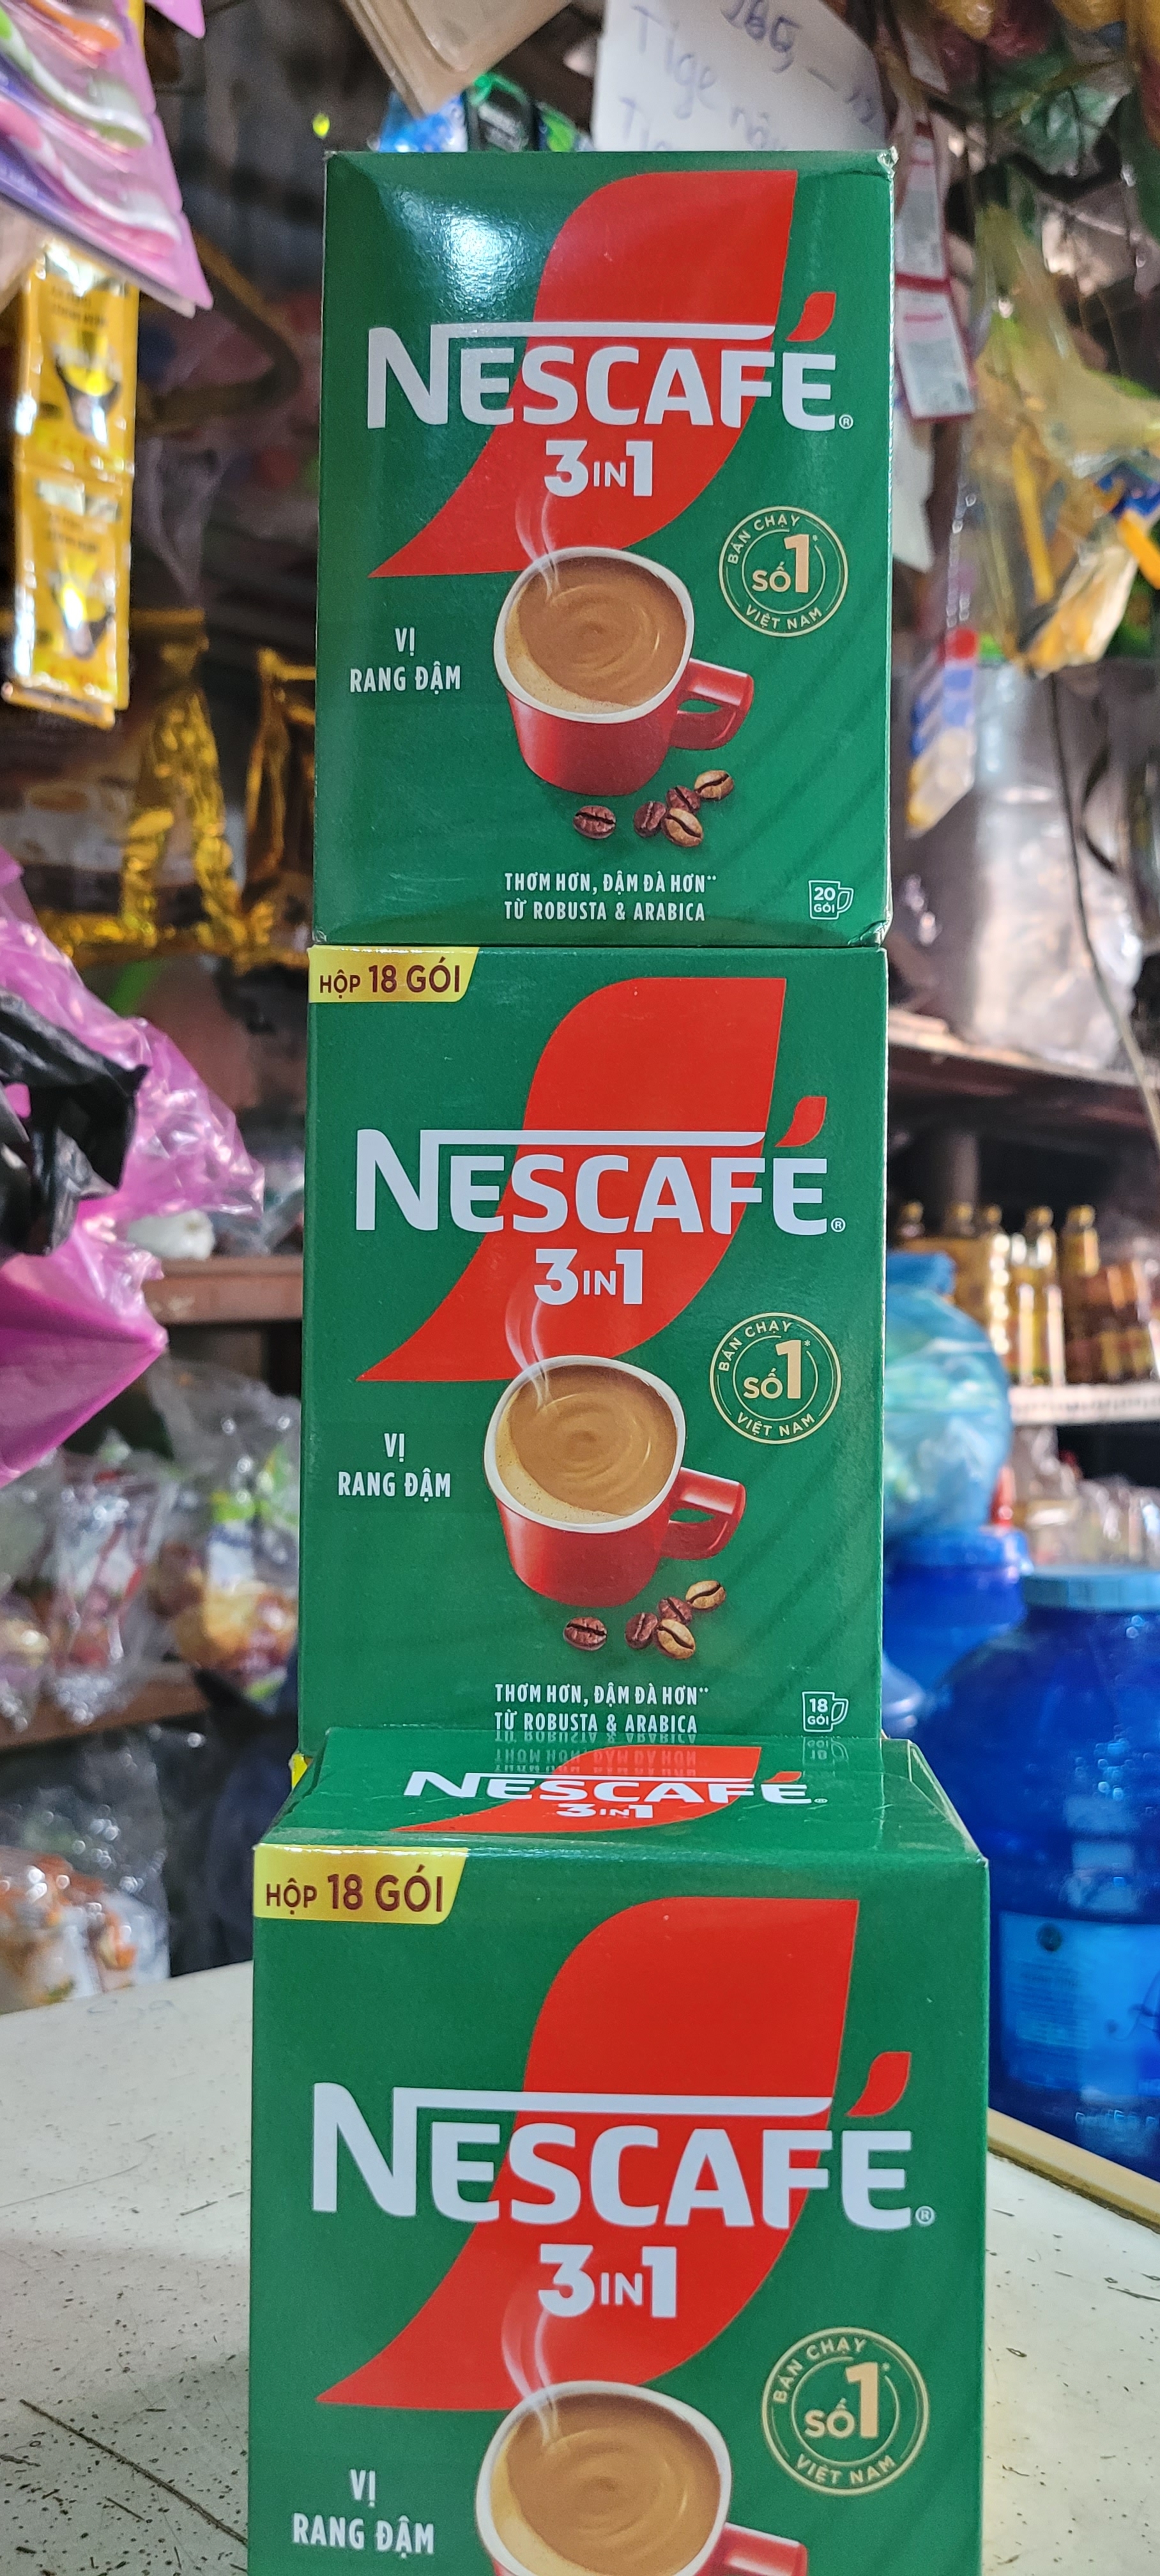 Tige
NESCAFÉ®
3IN1
BÁN CHẠY
SỐ 1*
VIỆT NAM
VỊ
RANG ĐẬM
THƠM HƠN, ĐẬM ĐÀ HƠN**
TỪ ROBUSTA & ARABICA
20
GÓI
HỘP 18 GÓI
NESCAFÉ®
3IN1
BÁN CHẠY
SỐ 1*
VIỆT NAM
VỊ
RANG ĐẬM
THƠM HƠN, ĐẬM ĐÀ HƠN**
TỪ ROBUSTA & ARABICA
18
GÓI
NESCAFÉ®
3IN1
HỘP 18 GÓI
NESCAFÉ®
3IN1
BÁN CHẠY
SỐ 1*
VIỆT NAM
VỊ
RANG ĐẬM